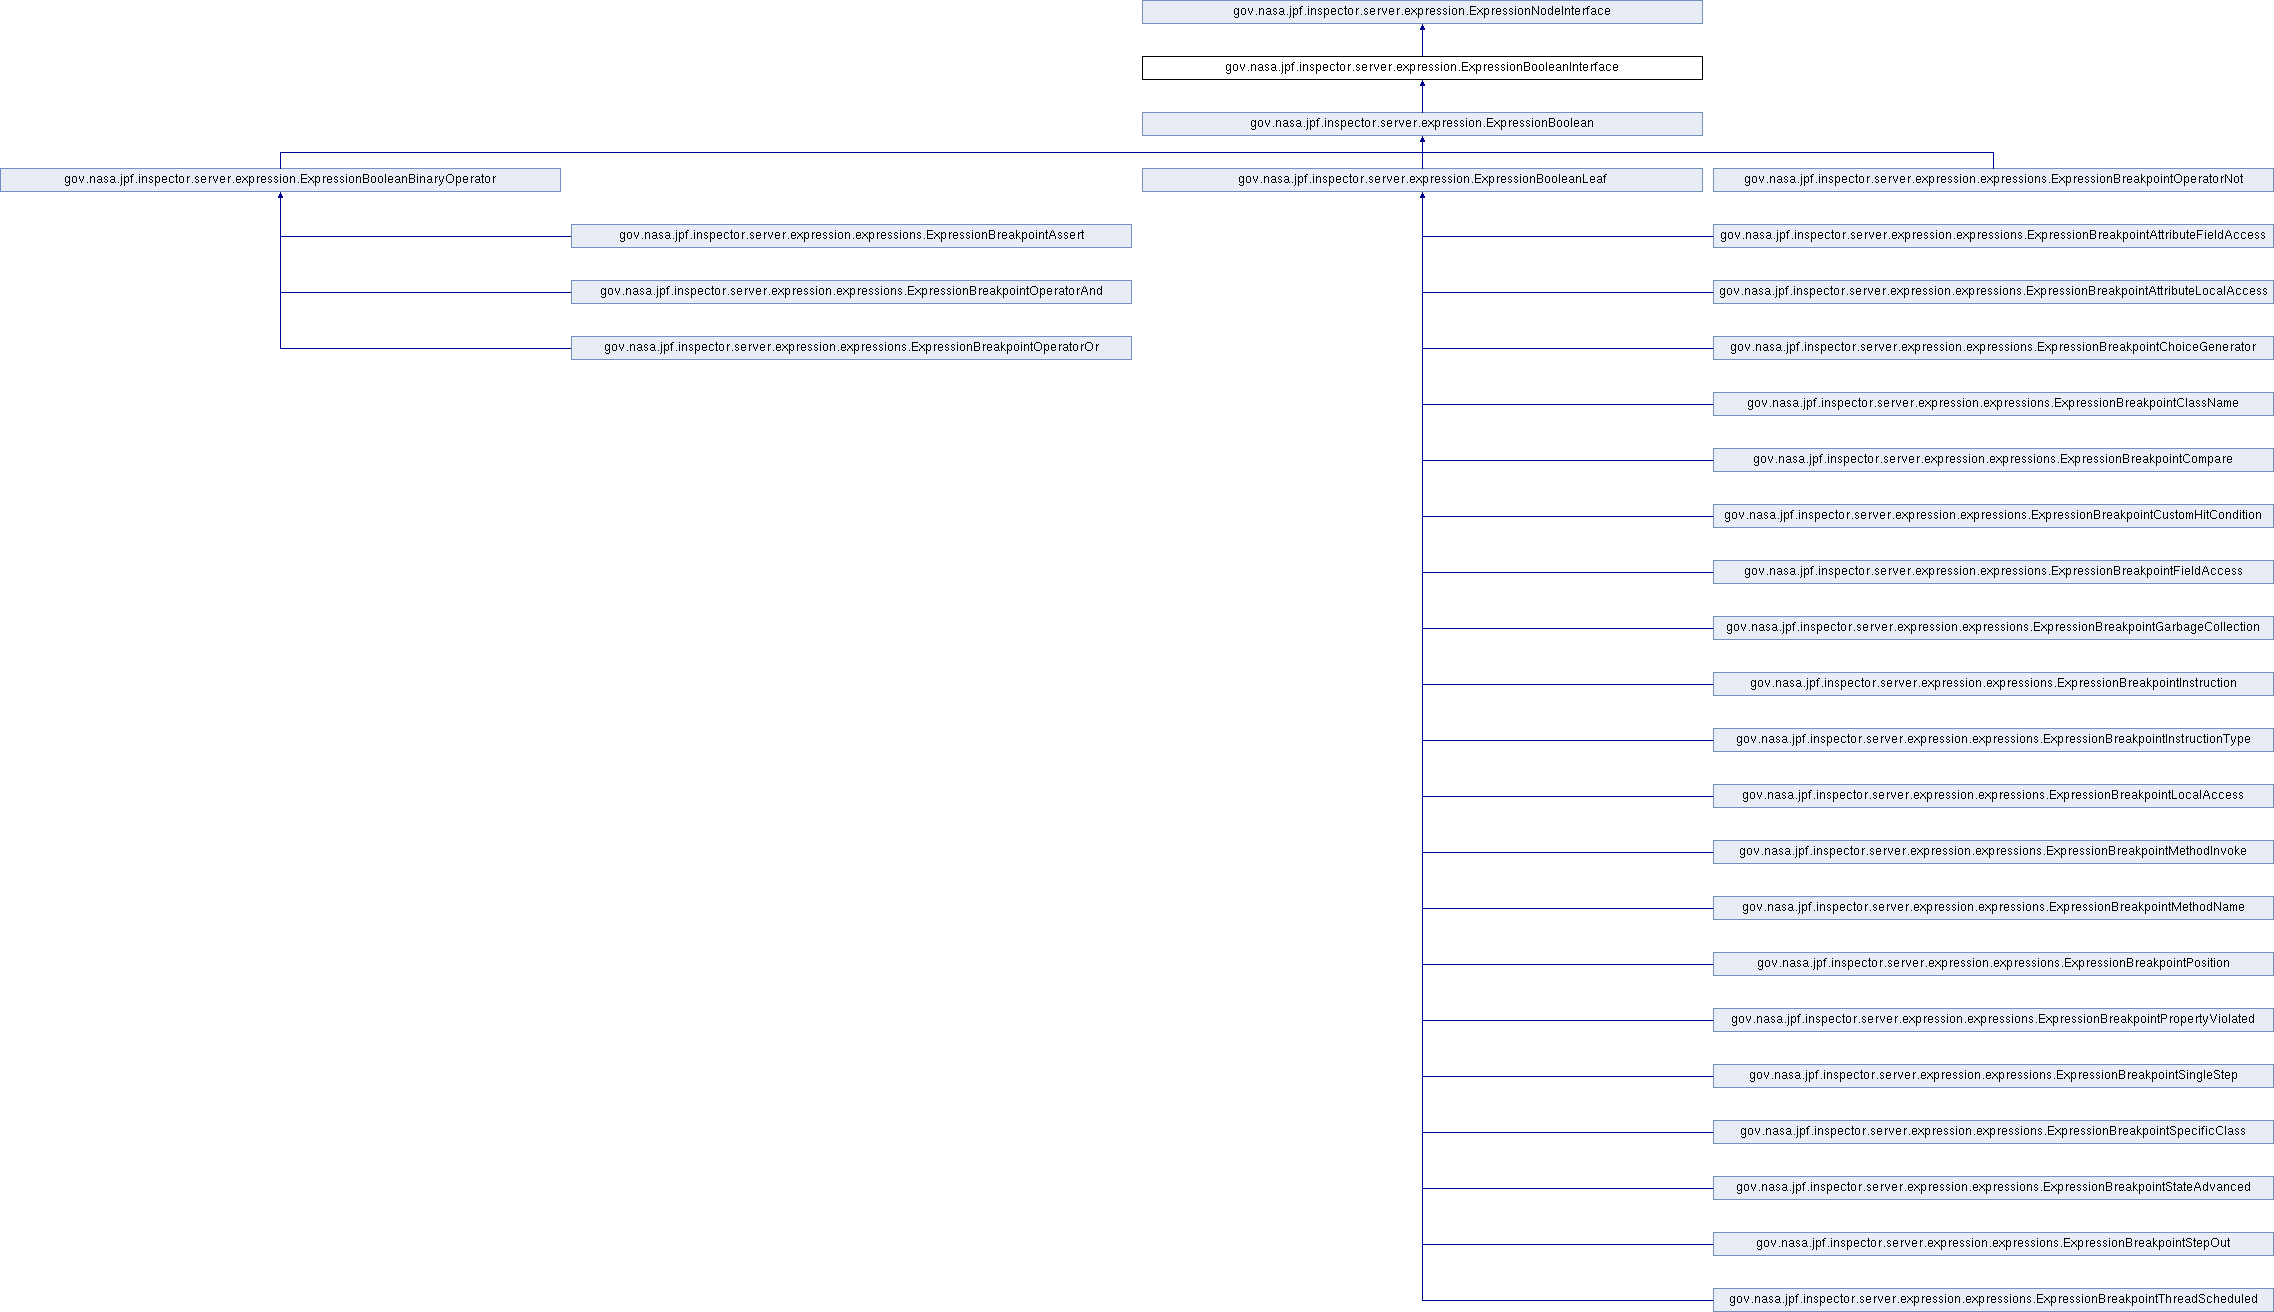 gov.nasa.jpf.inspector.server.expression.ExpressionNodeInterface
gov.nasa.jpf.inspector.server.expression.ExpressionBooleanInterface
gov.nasa.jpf.inspector.server.expression.ExpressionBoolean
gov.nasa.jpf.inspector.server.expression.ExpressionBooleanBinaryOperator
gov.nasa.jpf.inspector.server.expression.ExpressionBooleanLeaf
gov.nasa.jpf.inspector.server.expression.expressions.ExpressionBreakpointOperatorNot
gov.nasa.jpf.inspector.server.expression.expressions.ExpressionBreakpointAssert
gov.nasa.jpf.inspector.server.expression.expressions.ExpressionBreakpointAttributeFieldAccess
gov.nasa.jpf.inspector.server.expression.expressions.ExpressionBreakpointOperatorAnd
gov.nasa.jpf.inspector.server.expression.expressions.ExpressionBreakpointAttributeLocalAccess
gov.nasa.jpf.inspector.server.expression.expressions.ExpressionBreakpointOperatorOr
gov.nasa.jpf.inspector.server.expression.expressions.ExpressionBreakpointChoiceGenerator
gov.nasa.jpf.inspector.server.expression.expressions.ExpressionBreakpointClassName
gov.nasa.jpf.inspector.server.expression.expressions.ExpressionBreakpointCompare
gov.nasa.jpf.inspector.server.expression.expressions.ExpressionBreakpointCustomHitCondition
gov.nasa.jpf.inspector.server.expression.expressions.ExpressionBreakpointFieldAccess
gov.nasa.jpf.inspector.server.expression.expressions.ExpressionBreakpointGarbageCollection
gov.nasa.jpf.inspector.server.expression.expressions.ExpressionBreakpointInstruction
gov.nasa.jpf.inspector.server.expression.expressions.ExpressionBreakpointInstructionType
gov.nasa.jpf.inspector.server.expression.expressions.ExpressionBreakpointLocalAccess
gov.nasa.jpf.inspector.server.expression.expressions.ExpressionBreakpointMethodInvoke
gov.nasa.jpf.inspector.server.expression.expressions.ExpressionBreakpointMethodName
gov.nasa.jpf.inspector.server.expression.expressions.ExpressionBreakpointPosition
gov.nasa.jpf.inspector.server.expression.expressions.ExpressionBreakpointPropertyViolated
gov.nasa.jpf.inspector.server.expression.expressions.ExpressionBreakpointSingleStep
gov.nasa.jpf.inspector.server.expression.expressions.ExpressionBreakpointSpecificClass
gov.nasa.jpf.inspector.server.expression.expressions.ExpressionBreakpointStateAdvanced
gov.nasa.jpf.inspector.server.expression.expressions.ExpressionBreakpointStepOut
gov.nasa.jpf.inspector.server.expression.expressions.ExpressionBreakpointThreadScheduled